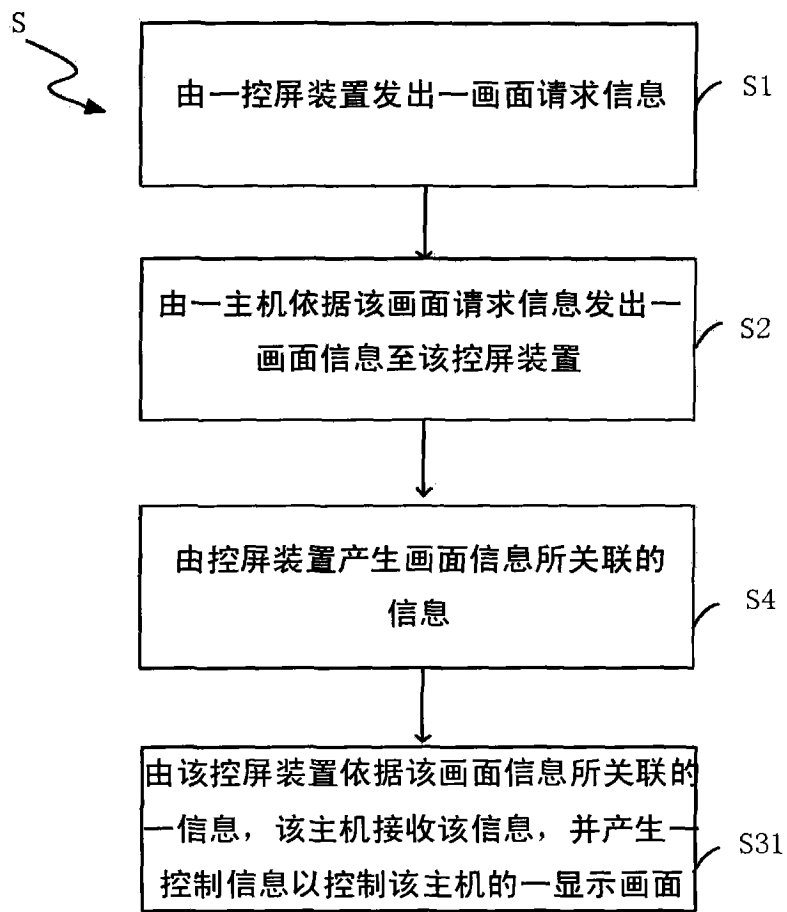 S
由一控屏装置发出一画面请求信息
S1
由一主机依据该画面请求信息发出一
画面信息至该控屏装置
S2
由控屏装置产生画面信息所关联的
信息
S4
由该控屏装置依据该画面信息所关联的
一信息，该主机接收该信息，并产生一
控制信息以控制该主机的一显示画面
S31